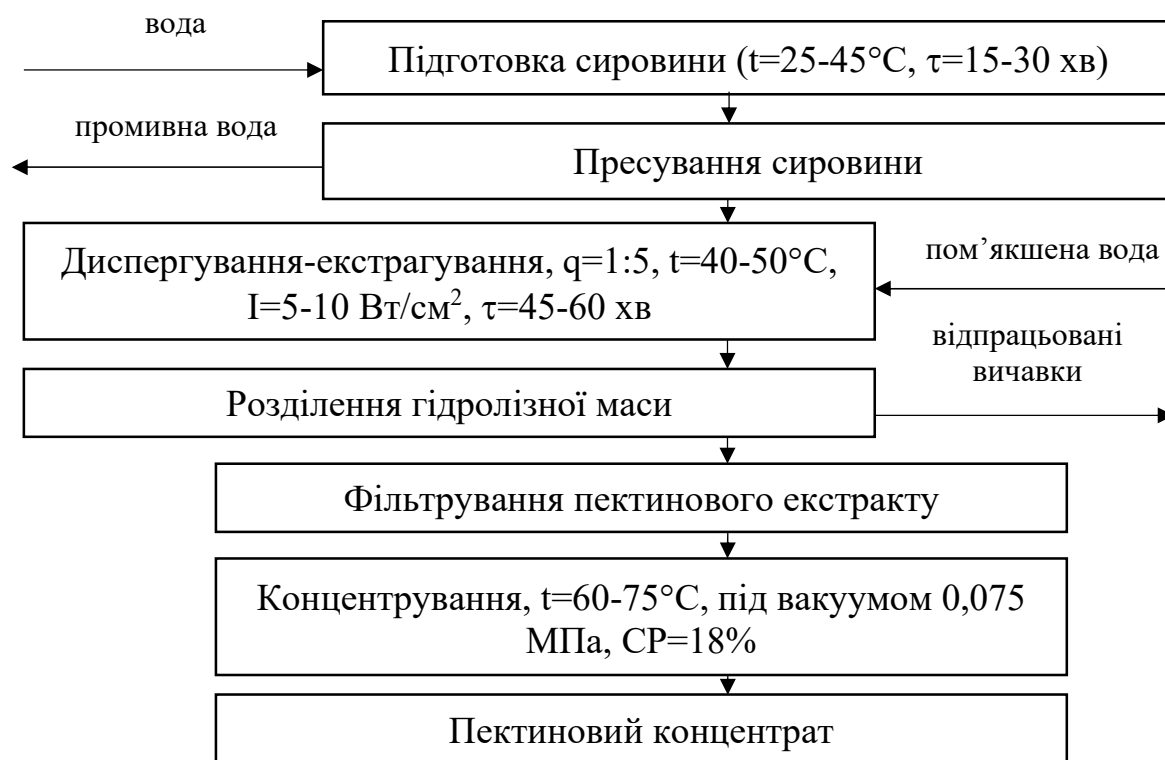 вода
Підготовка сировини (t=25-45°С, τ=15-30 хв)
промивна вода
Пресування сировини
Диспергування-екстрагування, q=1:5, t=40-50°С,
I=5-10 Вт/см², τ=45-60 хв
пом’якшена вода
відпрацьовані
вичавки
Розділення гідролізної маси
Фільтрування пектинового екстракту
Концентрування, t=60-75°С, під вакуумом 0,075
МПа, СР=18%
Пектиновий концентрат